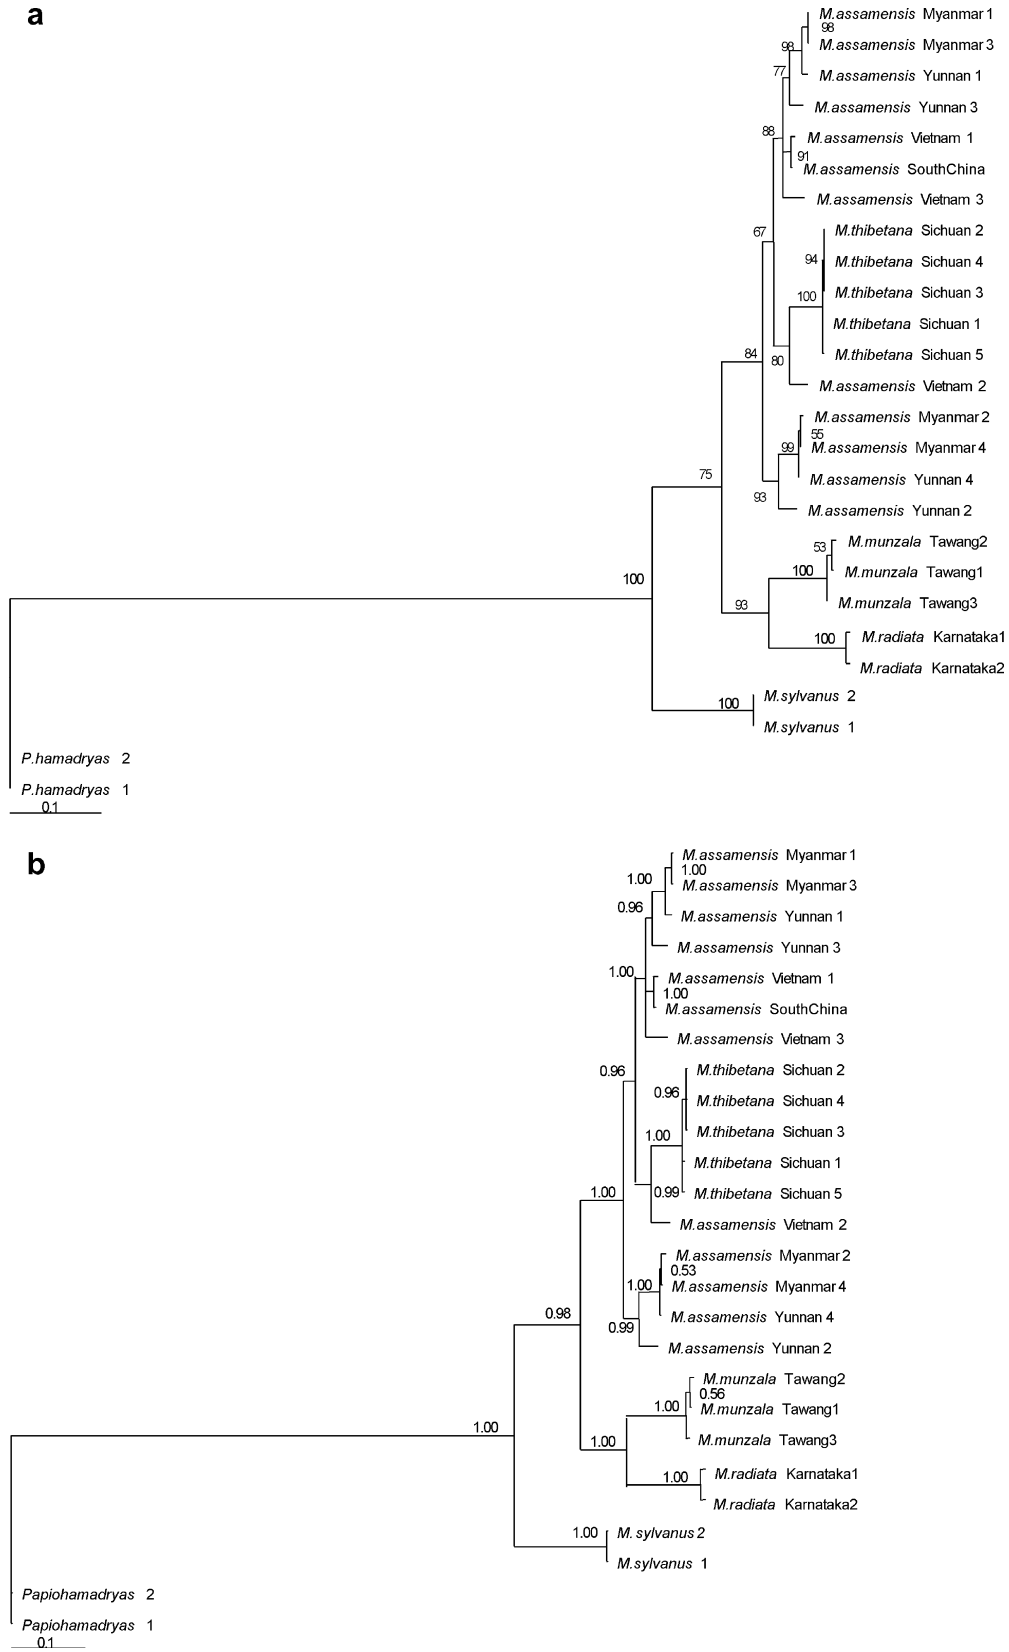 a
M.assamensis Myanmar 1
98
M.assamensis Myanmar 3
98
77
M.assamensis Yunnan 1
M.assamensis Yunnan 3
88
M.assamensis Vietnam 1
91
M.assamensis SouthChina
M.assamensis Vietnam 3
67
M.thibetana Sichuan 2
94
M.thibetana Sichuan 4
M.thibetana Sichuan 3
100
M.thibetana Sichuan 1
84
M.thibetana Sichuan 5
80
M.assamensis Vietnam 2
M.assamensis Myanmar 2
55
M.assamensis Myanmar 4
99
75
M.assamensis Yunnan 4
93
M.assamensis Yunnan 2
M.munzala Tawang2
53
M.munzala Tawang1
100
100
M.munzala Tawang3
93
M.radiata Karnataka1
100
M.radiata Karnataka2
M.sylvanus 2
100
M.sylvanus 1
P.hamadryas 2
P.hamadryas 1
0.1
b
M.assamensis Myanmar 1
1.00
1.00
M.assamensis Myanmar 3
0.96
M.assamensis Yunnan 1
M.assamensis Yunnan 3
1.00
M.assamensis Vietnam 1
1.00
M.assamensis SouthChina
M.assamensis Vietnam 3
0.96
M.thibetana Sichuan 2
0.96
M.thibetana Sichuan 4
M.thibetana Sichuan 3
1.00
M.thibetana Sichuan 1
1.00
0.99
M.thibetana Sichuan 5
M.assamensis Vietnam 2
M.assamensis Myanmar 2
0.53
1.00
M.assamensis Myanmar 4
0.98
M.assamensis Yunnan 4
0.99
M.assamensis Yunnan 2
M.munzala Tawang2
0.56
1.00
M.munzala Tawang1
1.00
1.00
M.munzala Tawang3
M.radiata Karnataka1
1.00
M.radiata Karnataka2
1.00
M.sylvanus 2
M.sylvanus 1
Papiohamadryas 2
Papiohamadryas 1
0.1